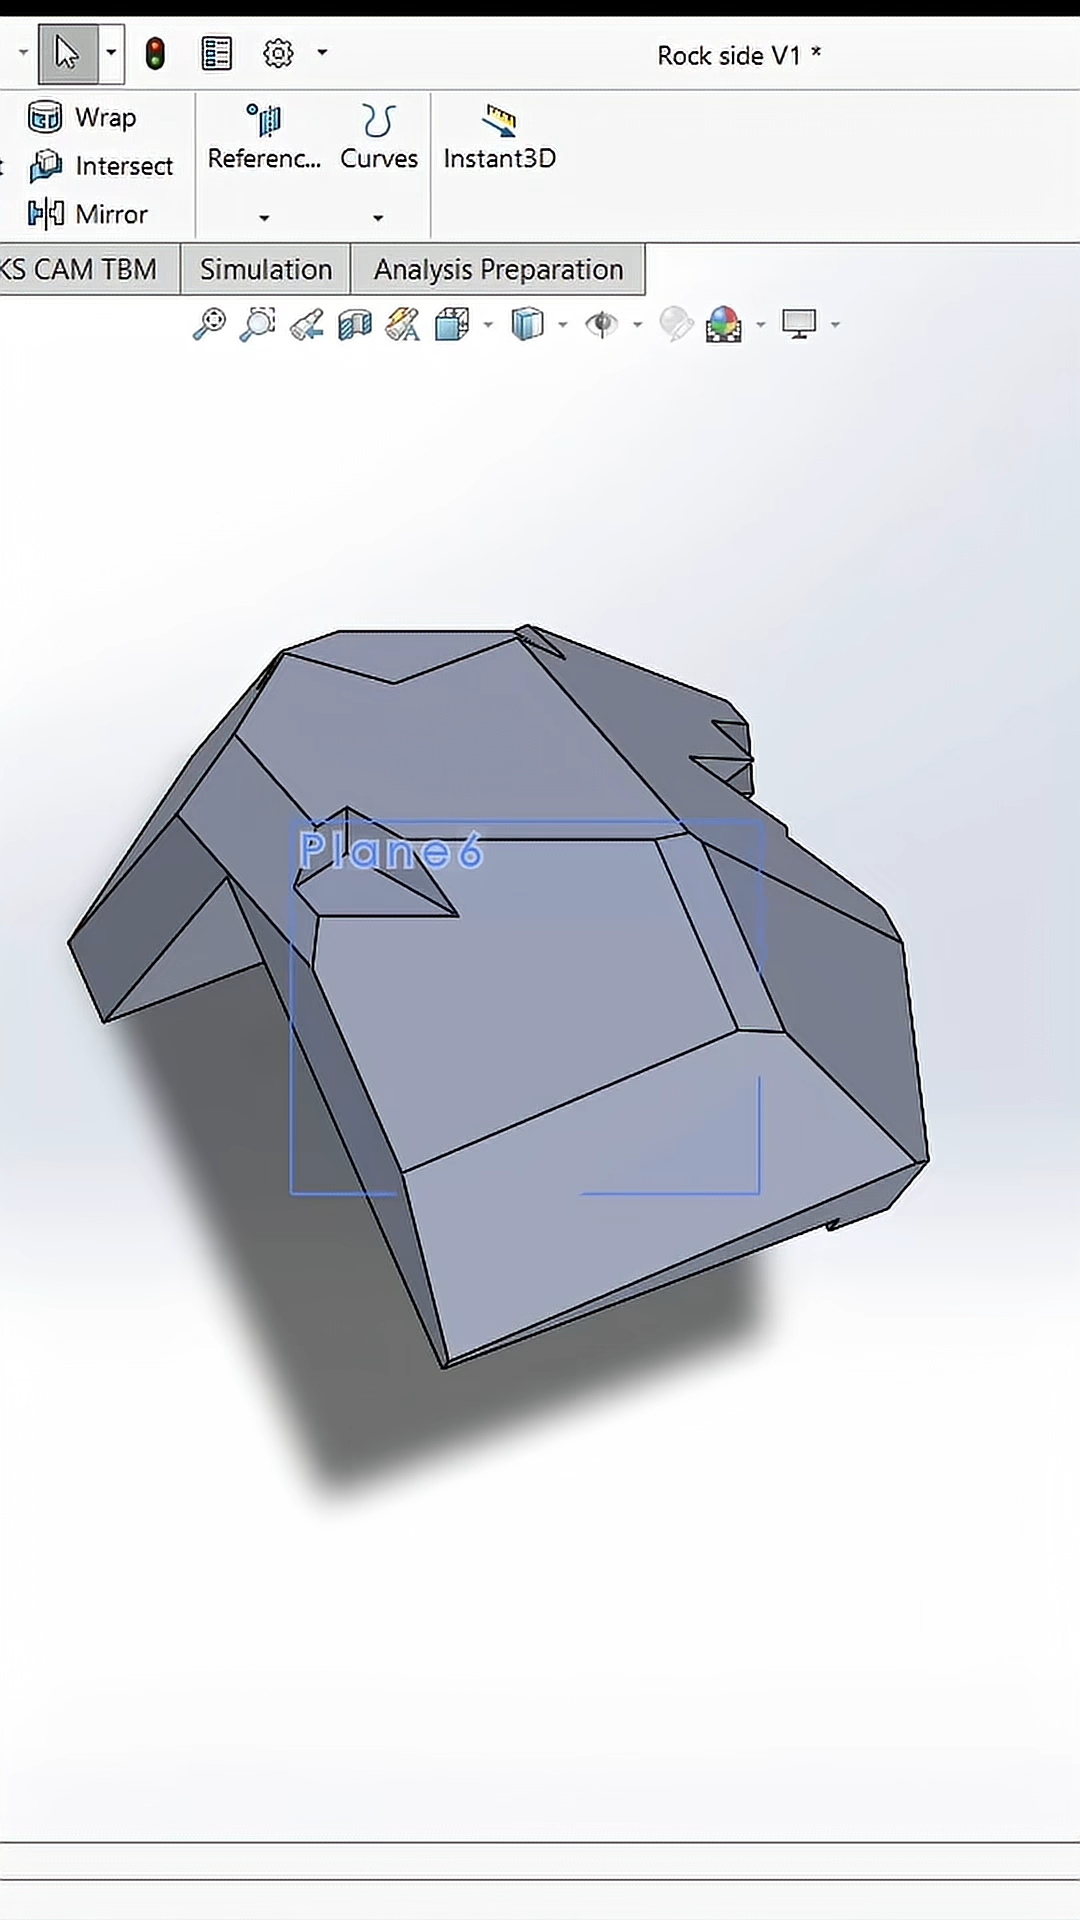 Rock side V1 *
Wrap
Intersect
Mirror
Referenc...
Curves
Instant3D
KS CAM TBM
Simulation
Analysis Preparation
Plane6